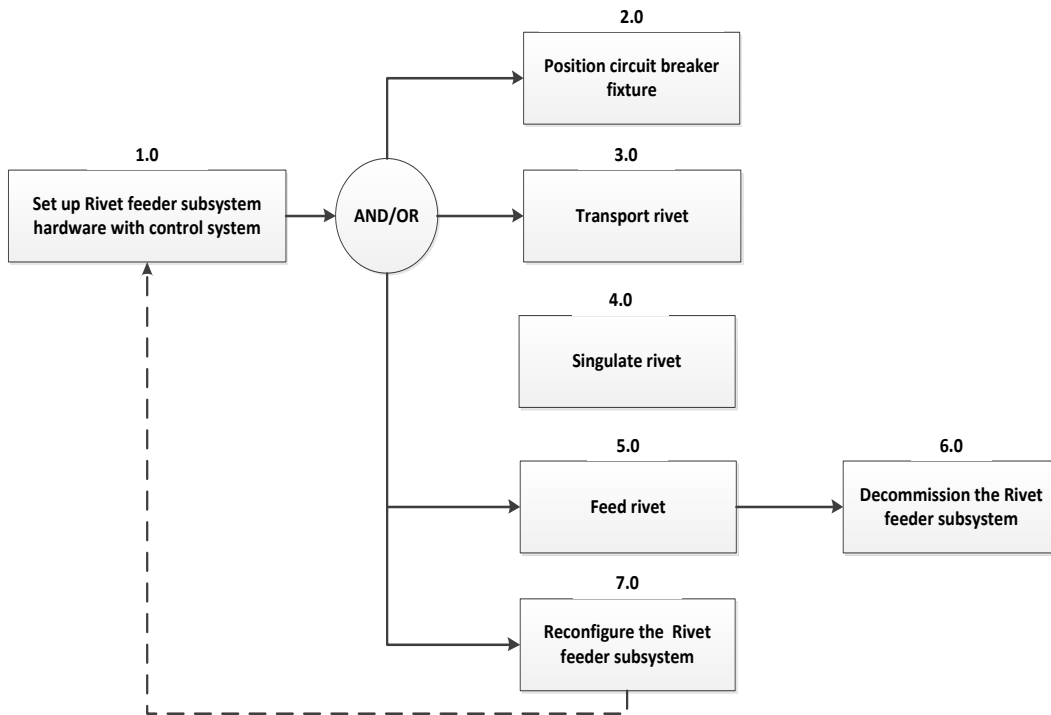 2.0
Position circuit breaker
fixture
1.0
Set up Rivet feeder subsystem
hardware with control system
AND/OR
3.0
Transport rivet
4.0
Singulate rivet
5.0
Feed rivet
6.0
Decommission the Rivet
feeder subsystem
7.0
Reconfigure the Rivet
feeder subsystem